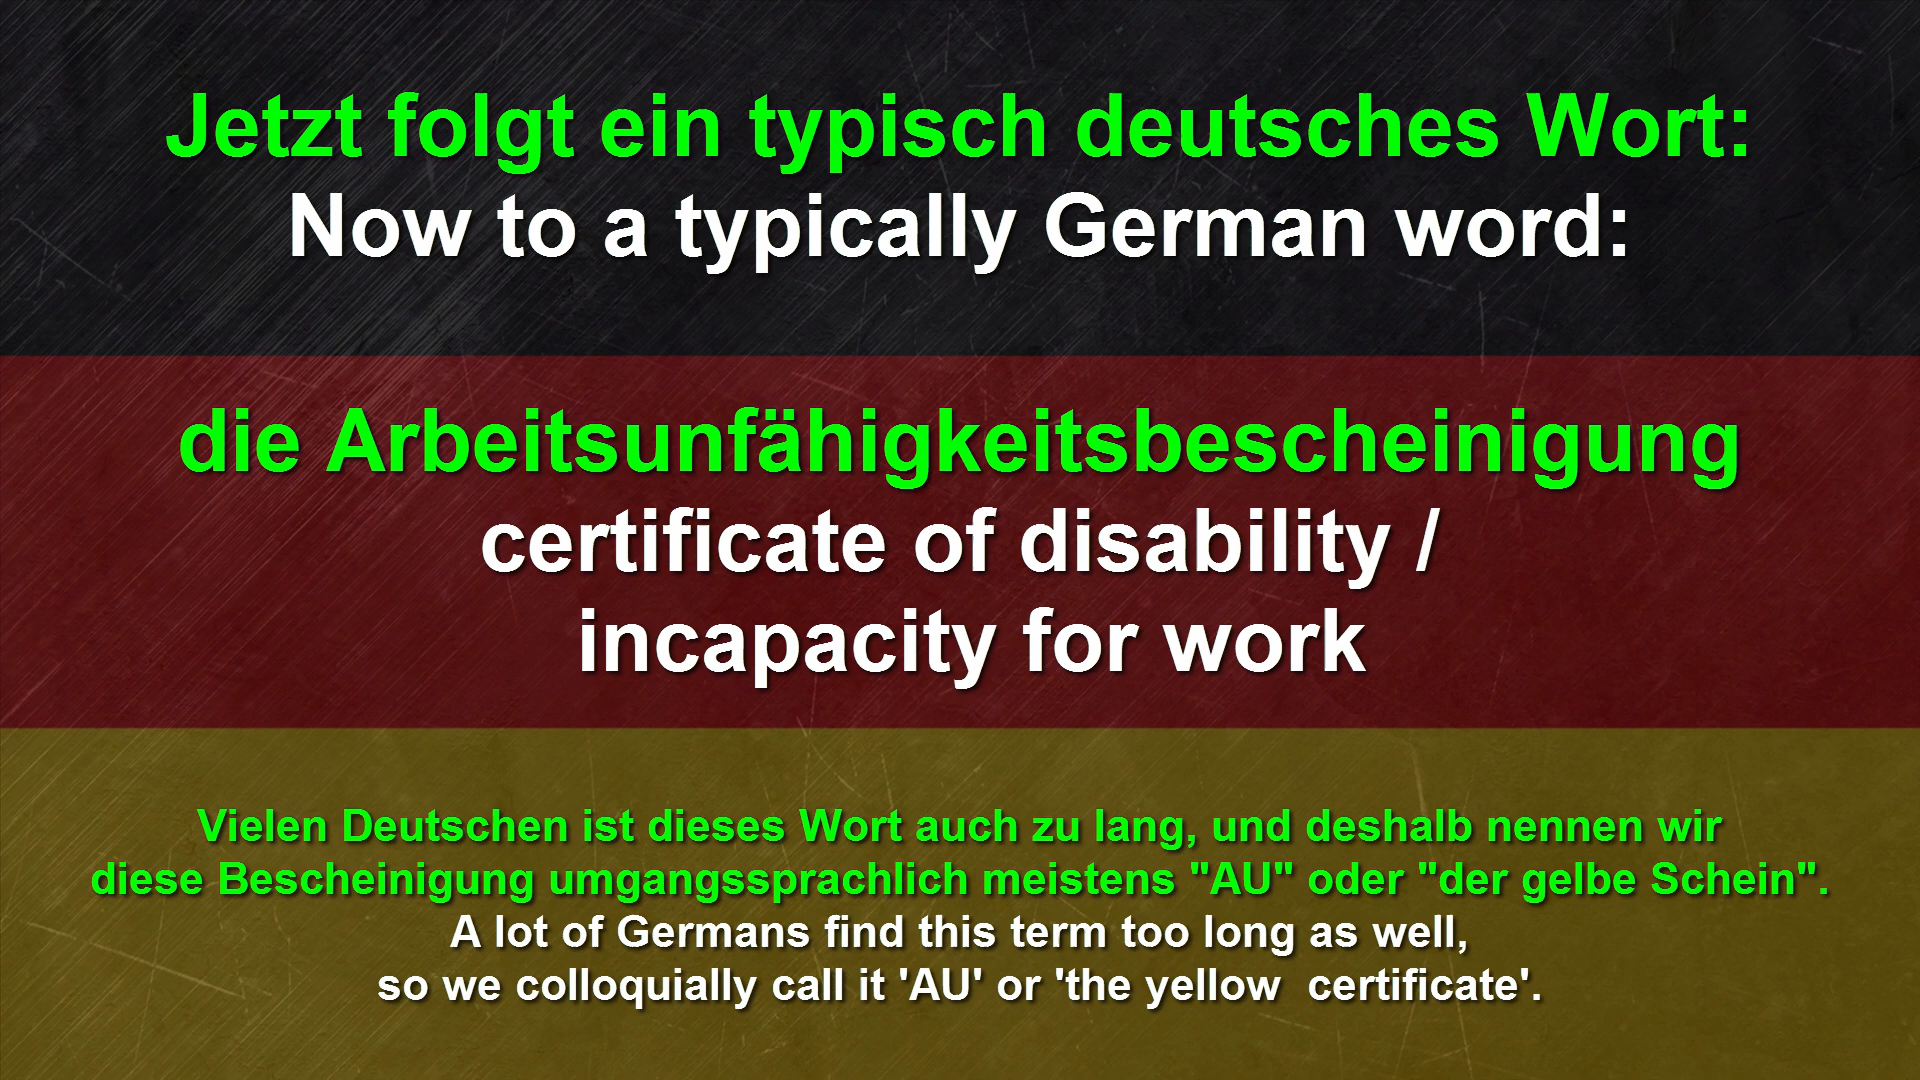 Jetzt folgt ein typisch deutsches Wort:
Now to a typically German word:
die Arbeitsunfähigkeitsbescheinigung
certificate of disability /
incapacity for work
Vielen Deutschen ist dieses Wort auch zu lang, und deshalb nennen wir
diese Bescheinigung umgangssprachlich meistens "AU" oder "der gelbe Schein".
A lot of Germans find this term too long as well,
so we colloquially call it 'AU' or 'the yellow  certificate'.